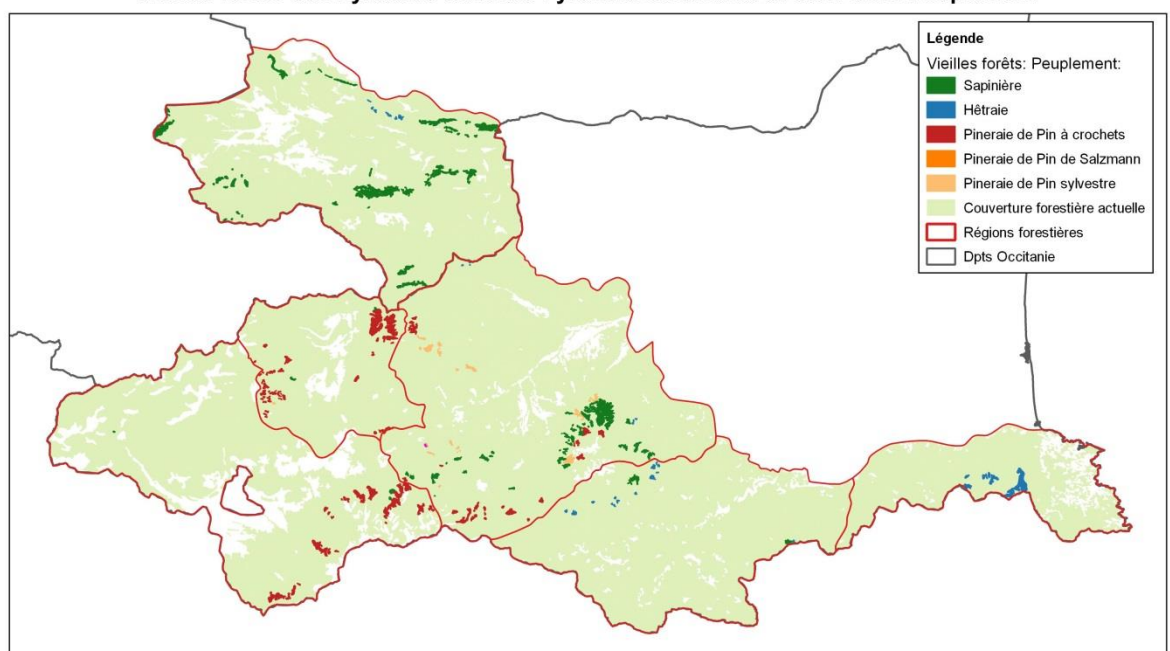 Légende
Vieilles forêts: Peuplement:
Sapinière
Hêtraie
Pineraie de Pin à crochets
Pineraie de Pin de Salzmann
Pineraie de Pin sylvestre
Couverture forestière actuelle
Régions forestières
Dpts Occitanie